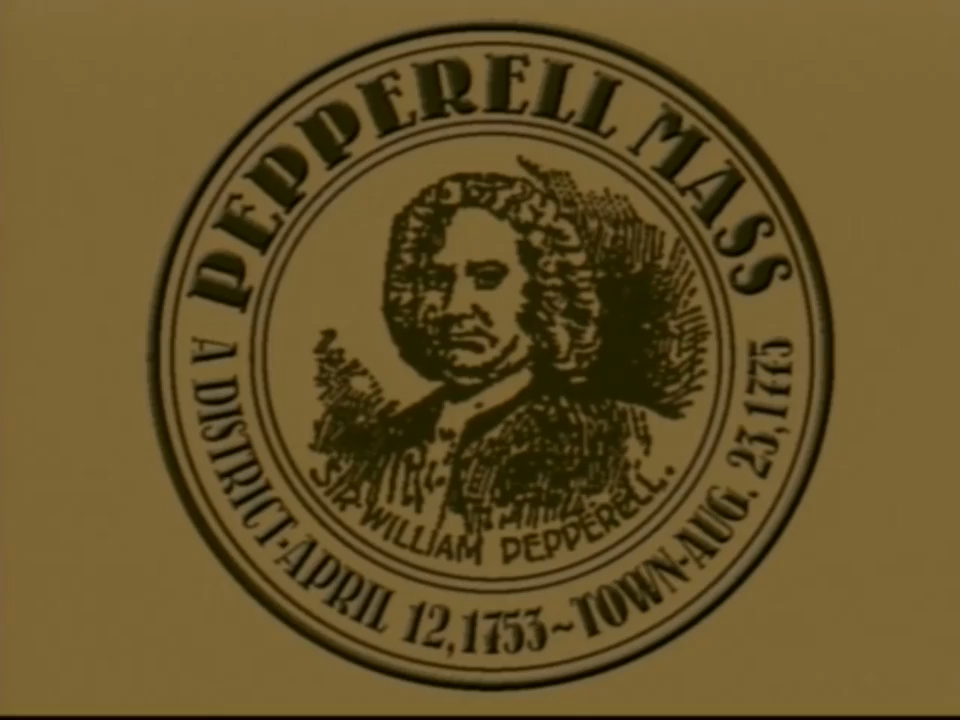 PEPPERELL MASS
A DISTRICT-APRIL 12,1753~TOWN-AUG. 23,1775
SIR WILLIAM PEPPERELL.